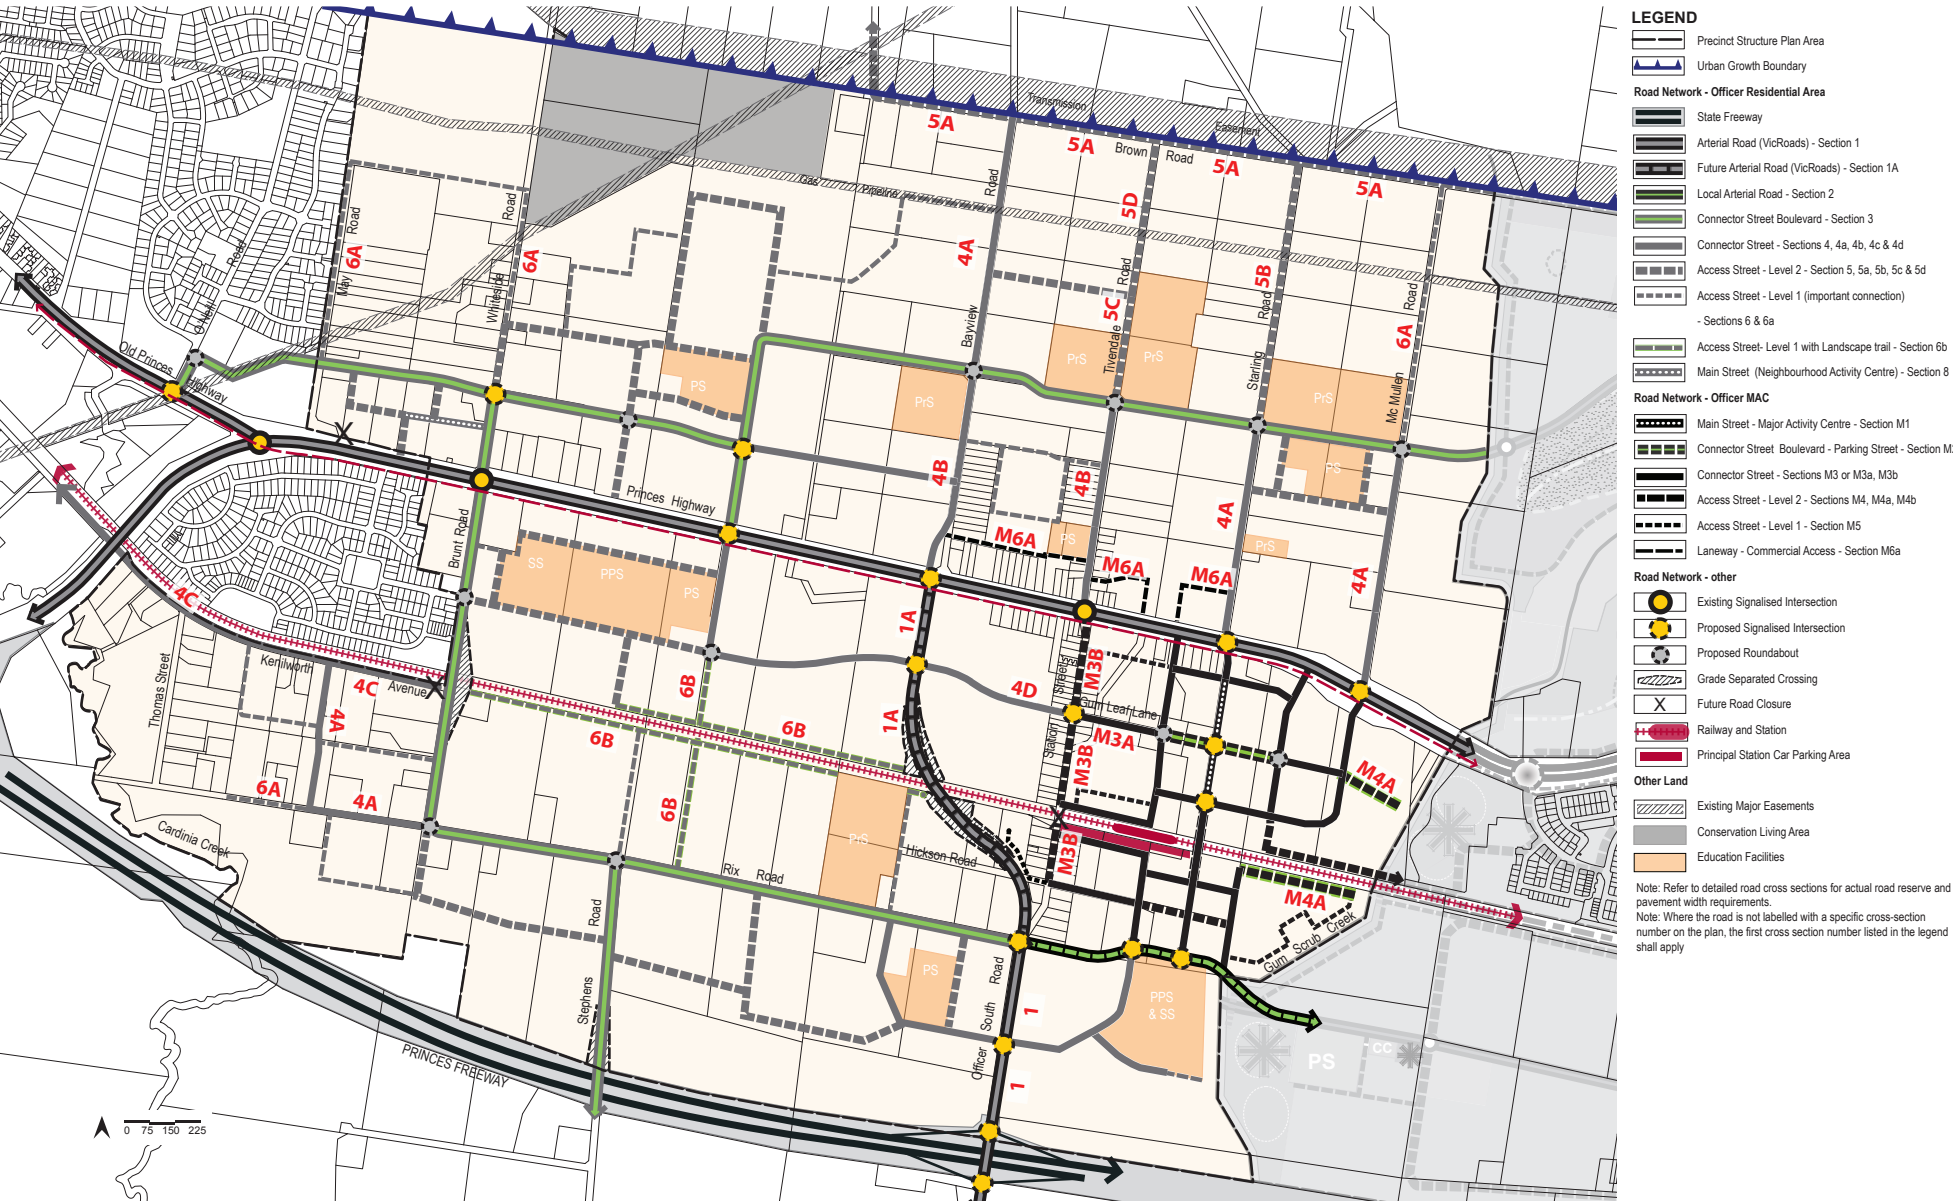 Transmission
Easement
5A
5A
5A
5A
Brown Road
Gas Pipeline
Road
Road
Road
O'Neil
6A
May
Road
6A
Whiteside
Road
4A
Bayview
5D
Road
5C
Tivendale
5B
Road
Starling
Road
6A
Mc Mullen
Old Princes Highway
PS
PrS
PrS
PrS
PrS
PS
X
4B
4B
4A
4A
PrS
PS
Princes Highway
Brunt Road
M6A
M6A
M6A
SS
PPS
PS
1A
4C
Thomas Street
Kenilworth Avenue
4C
4A
X
6B
4D
Station Street
M3B
Gum Leaf Lane
M3A
1A
6B
6B
M3B
M4A
6A
4A
6B
Cardinia Creek
PrS
Hickson Road
X
M3B
Rix Road
M4A
Gum Scrub Creek
Road
Stephens
PS
Officer South Road
1
1
PPS
& SS
PS
CC
PRINCES FREEWAY
0 75 150 225
LEGEND
Precinct Structure Plan Area
Urban Growth Boundary
Road Network - Officer Residential Area
State Freeway
Arterial Road (VicRoads) - Section 1
Future Arterial Road (VicRoads) - Section 1A
Local Arterial Road - Section 2
Connector Street Boulevard - Section 3
Connector Street - Sections 4, 4a, 4b, 4c & 4d
Access Street - Level 2 - Section 5, 5a, 5b, 5c & 5d
Access Street - Level 1 (important connection)
- Sections 6 & 6a
Access Street- Level 1 with Landscape trail - Section 6b
Main Street (Neighbourhood Activity Centre) - Section 8
Road Network - Officer MAC
Main Street - Major Activity Centre - Section M1
Connector Street Boulevard - Parking Street - Section M
Connector Street - Sections M3 or M3a, M3b
Access Street - Level 2 - Sections M4, M4a, M4b
Access Street - Level 1 - Section M5
Laneway - Commercial Access - Section M6a
Road Network - other
Existing Signalised Intersection
Proposed Signalised Intersection
Proposed Roundabout
Grade Separated Crossing
X Future Road Closure
Railway and Station
Principal Station Car Parking Area
Other Land
Existing Major Easements
Conservation Living Area
Education Facilities
Note: Refer to detailed road cross sections for actual road reserve and
pavement width requirements.
Note: Where the road is not labelled with a specific cross-section
number on the plan, the first cross section number listed in the legend
shall apply